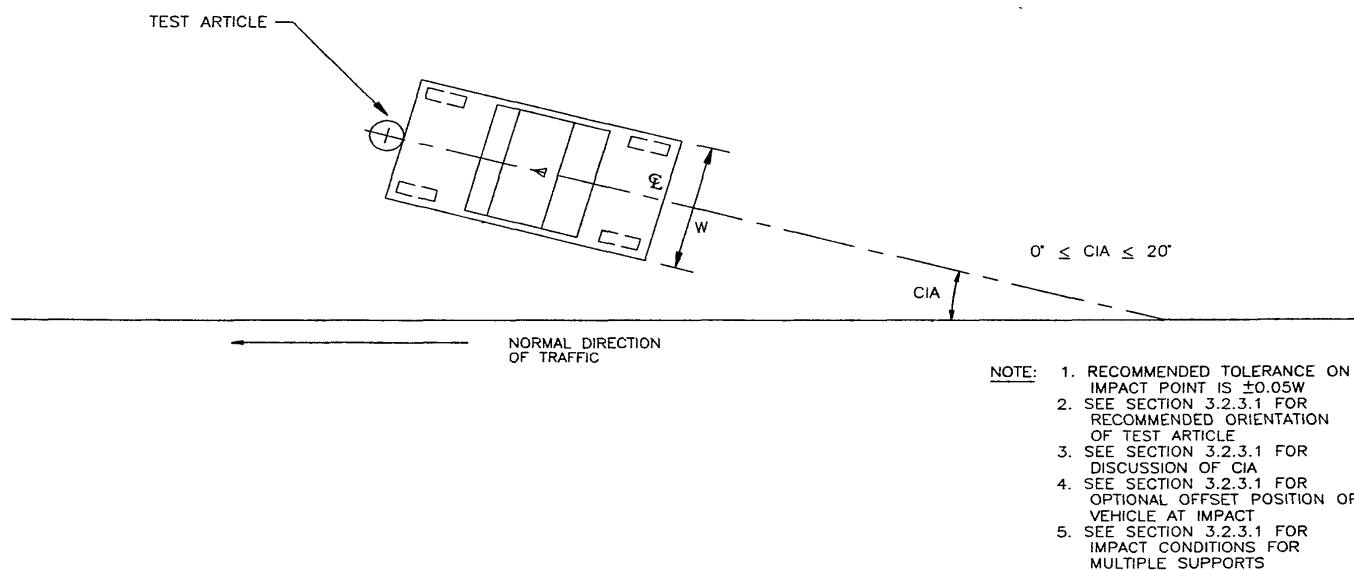 TEST ARTICLE
℄
W
0° ≤ CIA ≤ 20°
CIA
NORMAL DIRECTION
OF TRAFFIC
NOTE: 1. RECOMMENDED TOLERANCE ON
IMPACT POINT IS ±0.05W
2. SEE SECTION 3.2.3.1 FOR
RECOMMENDED ORIENTATION
OF TEST ARTICLE
3. SEE SECTION 3.2.3.1 FOR
DISCUSSION OF CIA
4. SEE SECTION 3.2.3.1 FOR
OPTIONAL OFFSET POSITION OF
VEHICLE AT IMPACT
5. SEE SECTION 3.2.3.1 FOR
IMPACT CONDITIONS FOR
MULTIPLE SUPPORTS